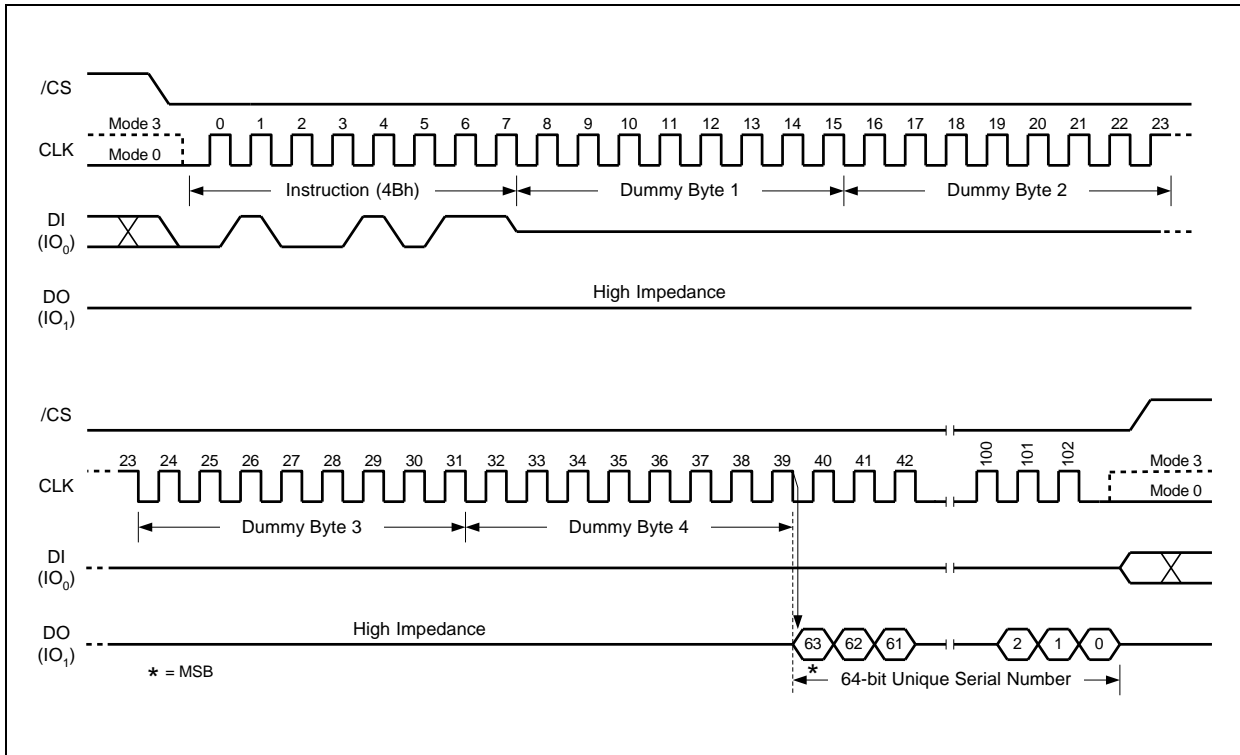 /CS
Mode 3
0 1 2 3 4 5 6 7 8 9 10 11 12 13 14 15 16 17 18 19 20 21 22 23
CLK
Mode 0
Instruction (4Bh)
Dummy Byte 1
Dummy Byte 2
DI
(IO0)
High Impedance
DO
(IO1)
/CS
23 24 25 26 27 28 29 30 31 32 33 34 35 36 37 38 39 40 41 42 100 101 102
Mode 3
CLK
Mode 0
Dummy Byte 3
Dummy Byte 4
DI
(IO0)
High Impedance
DO
(IO1)
63 62 61 2 1 0
* = MSB
*
64-bit Unique Serial Number